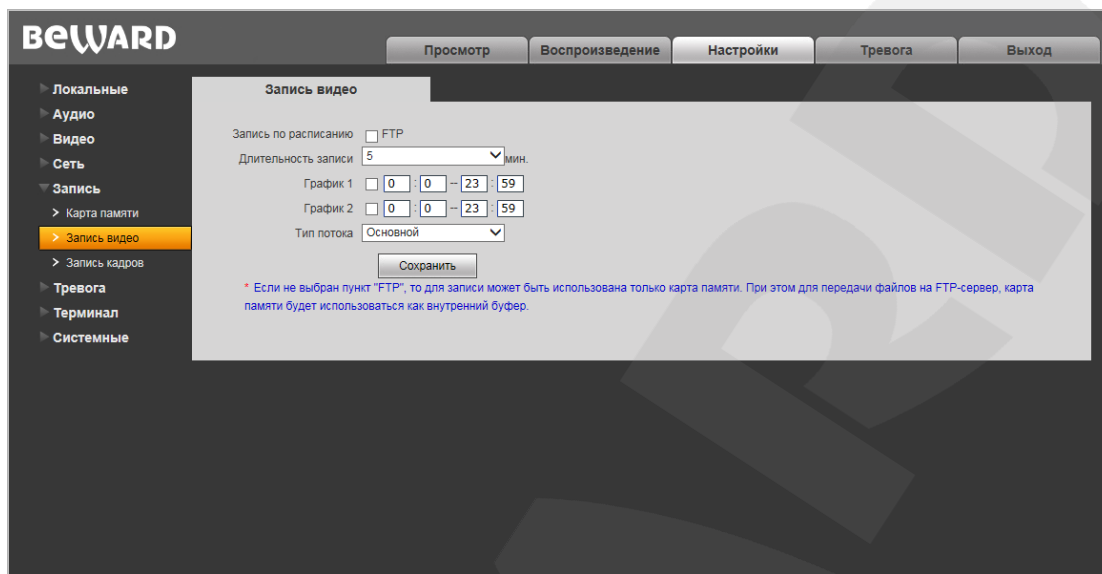 BEWARD
Просмотр Воспроизведение Настройки Тревога Выход
Локальные
Аудио
Видео
Сеть
Запись
> Карта памяти
> Запись видео
> Запись кадров
Тревога
Терминал
Системные
Запись видео
Запись по расписанию FTP
Длительность записи 5 мин.
График 1 0 : 0 -- 23 : 59
График 2 0 : 0 -- 23 : 59
Тип потока Основной
Сохранить
* Если не выбран пункт "FTP", то для записи может быть использована только карта памяти. При этом для передачи файлов на FTP-сервер, карта
памяти будет использоваться как внутренний буфер.